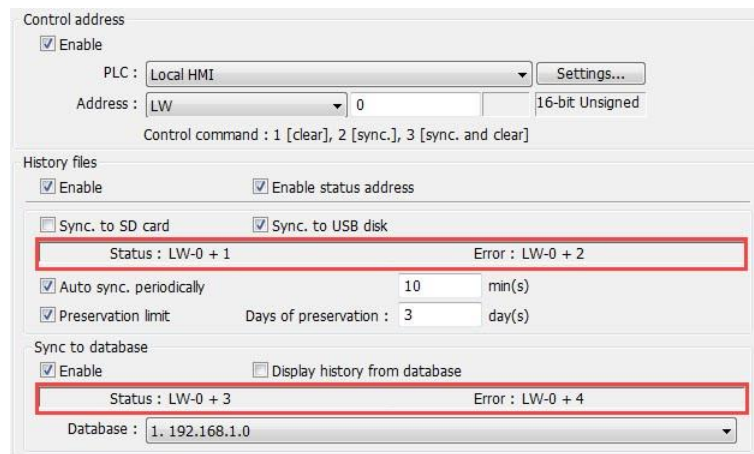 Control address
Enable
PLC : Local HMI Settings...
Address : LW 0 16-bit Unsigned
Control command : 1 [clear], 2 [sync.], 3 [sync. and clear]
History files
Enable Enable status address
Sync. to SD card Sync. to USB disk
Status : LW-0 + 1 Error : LW-0 + 2
Auto sync. periodically 10 min(s)
Preservation limit Days of preservation : 3 day(s)
Sync to database
Enable Display history from database
Status : LW-0 + 3 Error : LW-0 + 4
Database : 1. 192.168.1.0